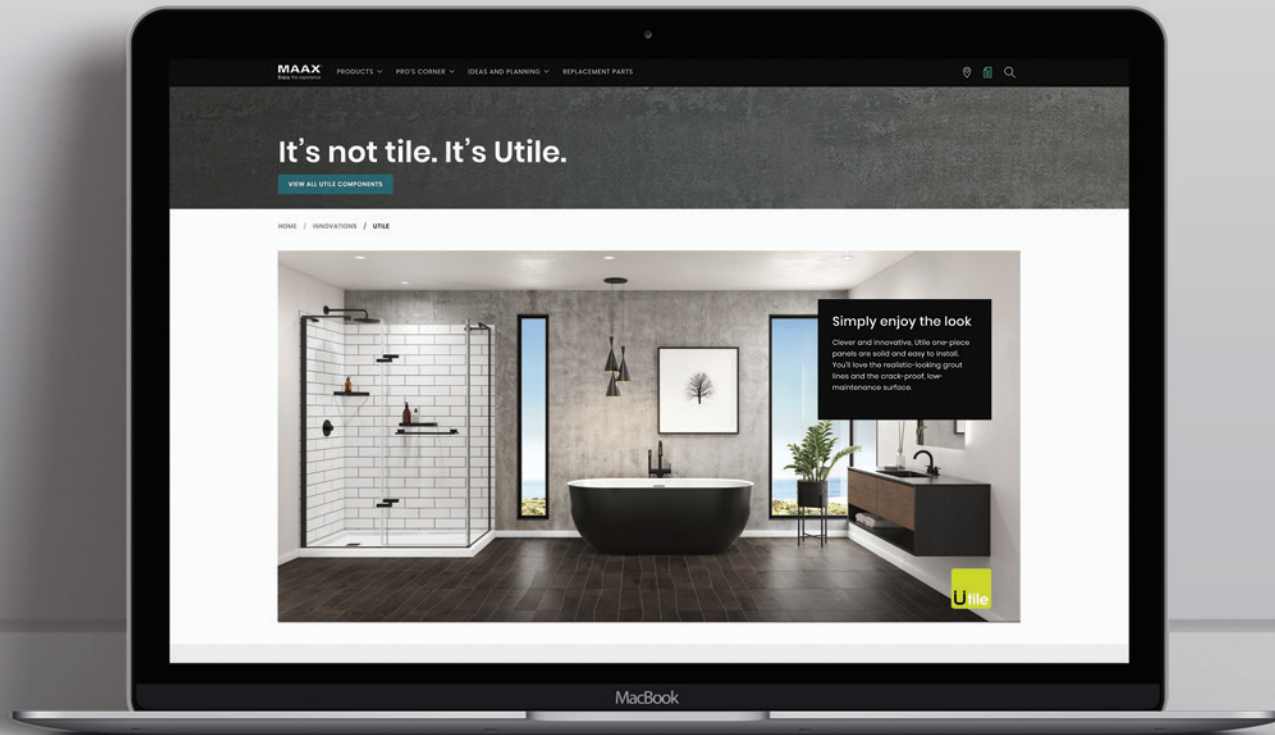 MAAX
Enjoy the experience
PRODUCTS
PRO'S CORNER
IDEAS AND PLANNING
REPLACEMENT PARTS
It's not tile. It's Utile.
VIEW ALL UTILE COMPONENTS
HOME / INNOVATIONS / UTILE
Simply enjoy the look
Clever and innovative, Utile one-piece
panels are solid and easy to install.
You'll love the realistic-looking grout
lines and the crack-proof, low-
maintenance surface.
Utile
MacBook